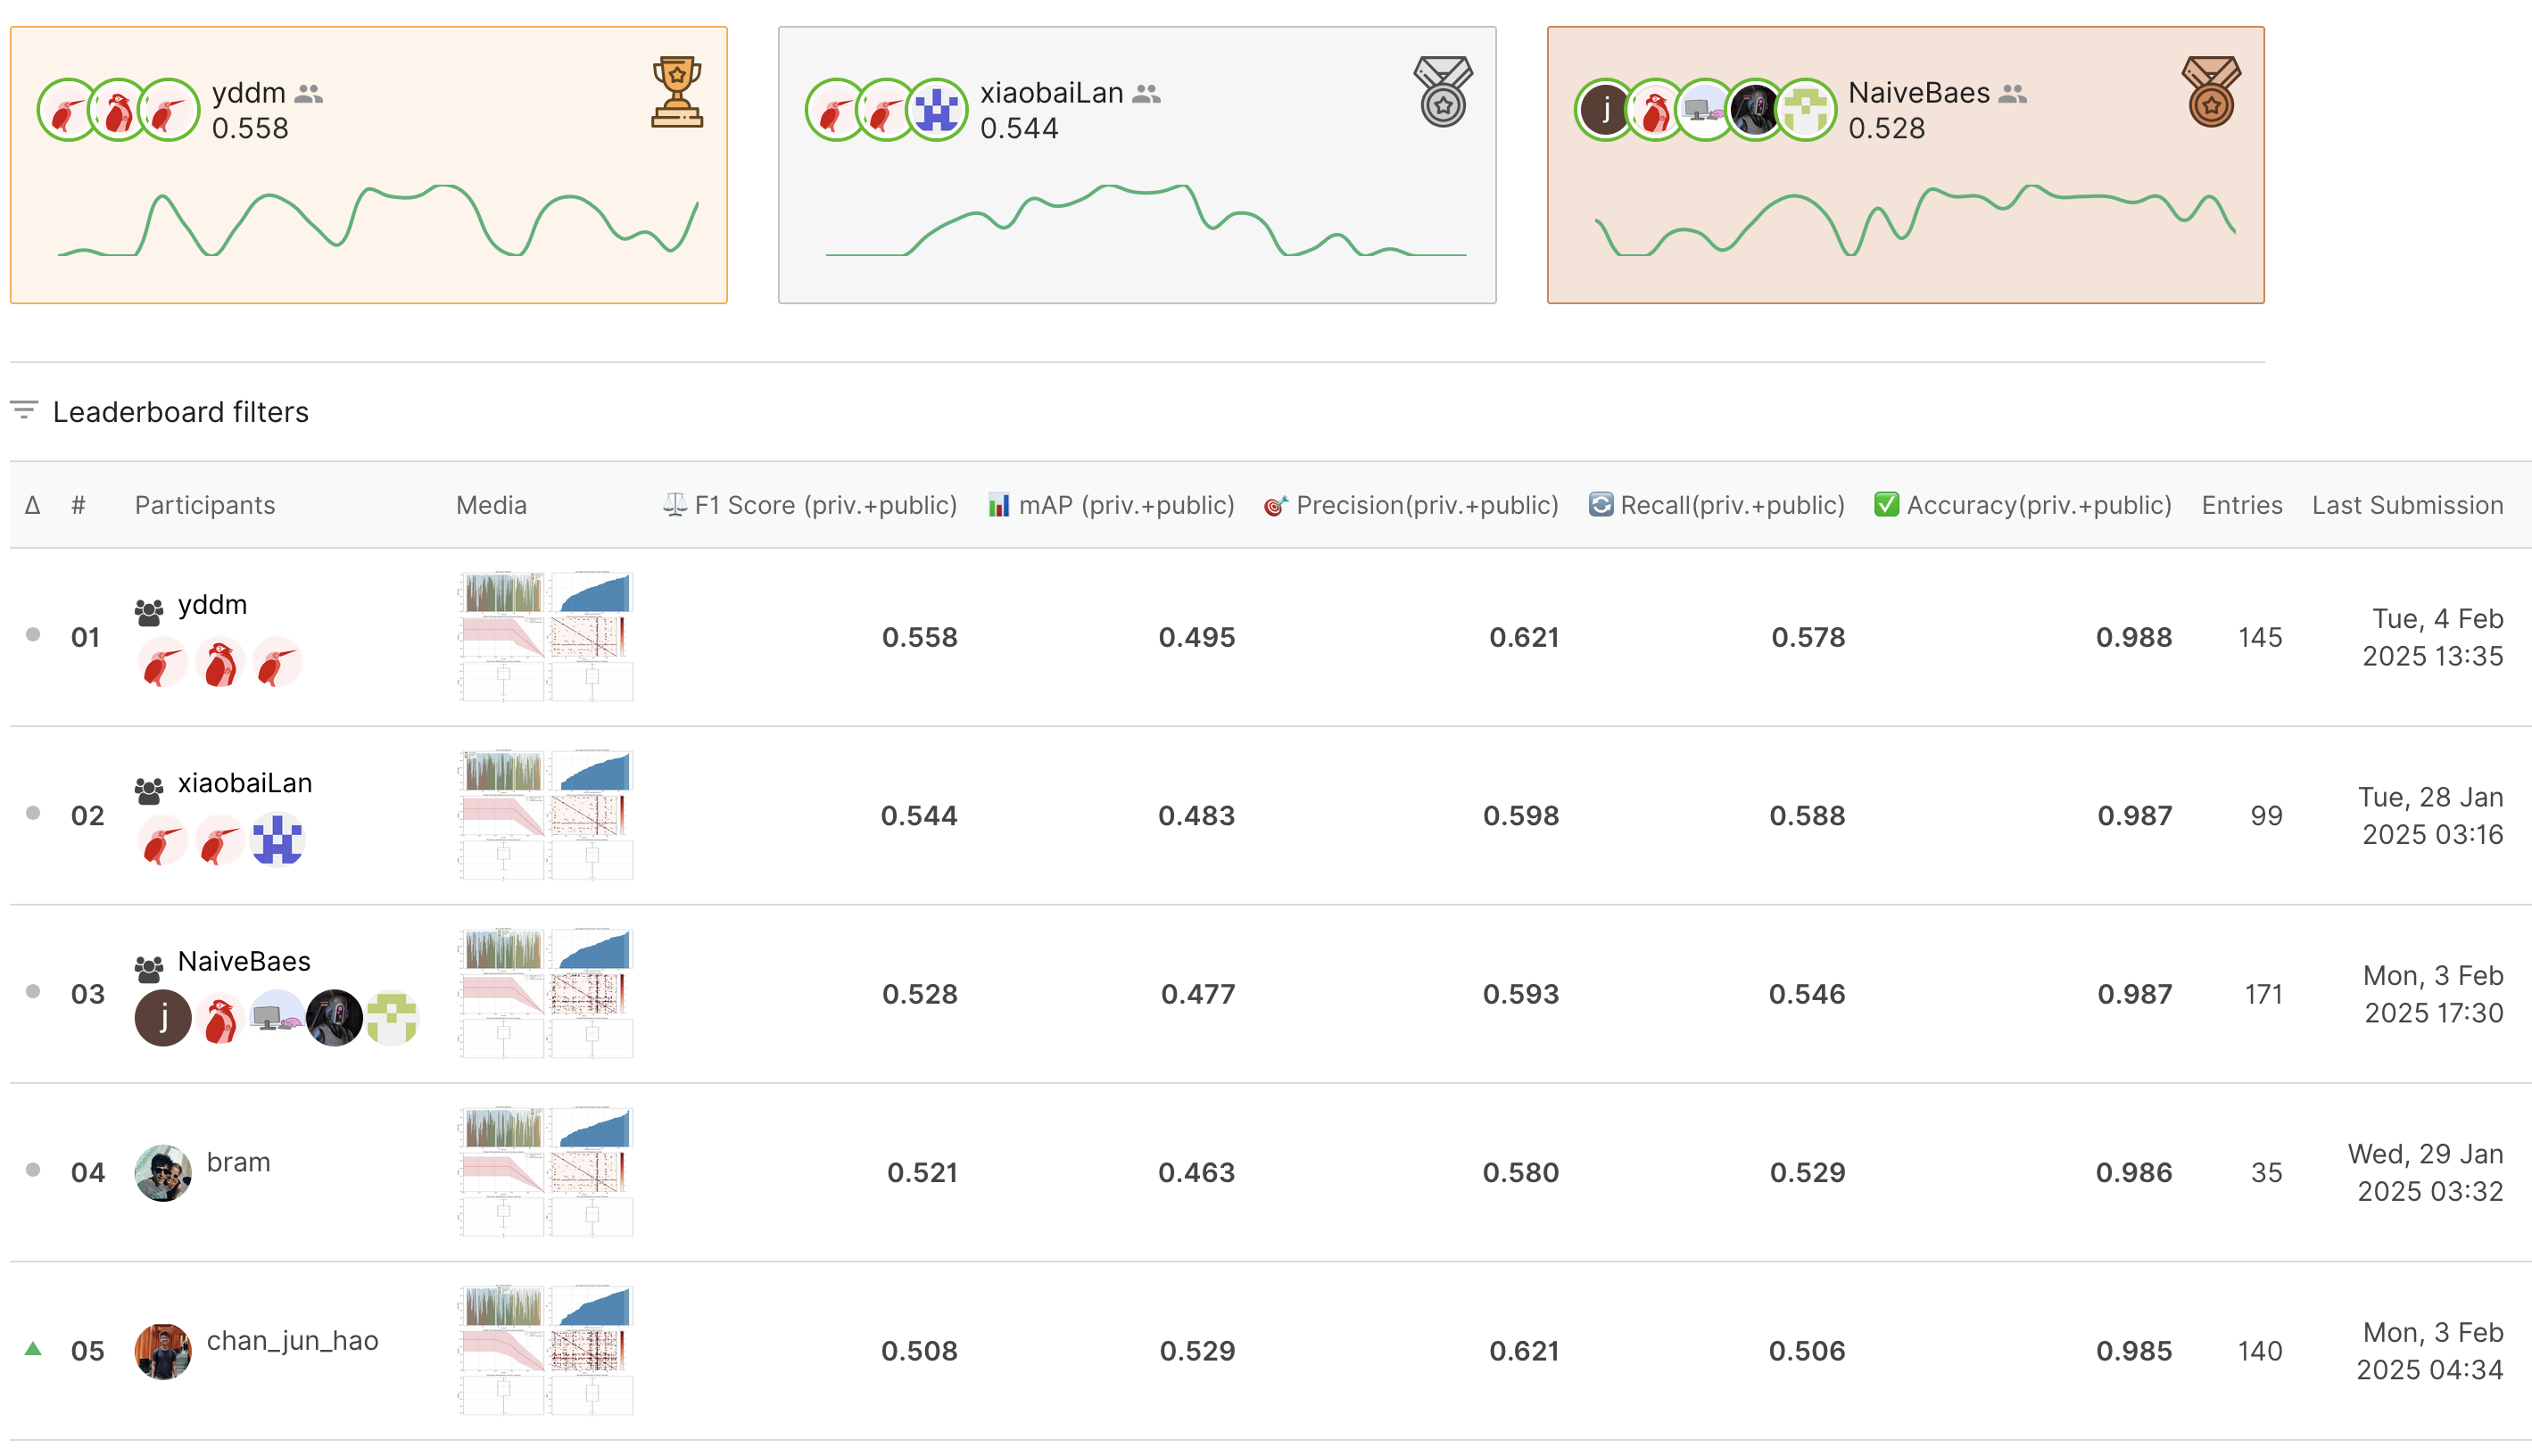 yddm
0.558
xiaobaiLan
0.544
j
NaiveBaes
0.528
Leaderboard filters
Δ # Participants Media ⚖️ F1 Score (priv.+public) 📊 mAP (priv.+public) 🎯 Precision(priv.+public) 🔄 Recall(priv.+public) ✅ Accuracy(priv.+public) Entries Last Submission
01 yddm 0.558 0.495 0.621 0.578 0.988 145 Tue, 4 Feb
2025 13:35
02 xiaobaiLan 0.544 0.483 0.598 0.588 0.987 99 Tue, 28 Jan
2025 03:16
03 NaiveBaes 0.528 0.477 0.593 0.546 0.987 171 Mon, 3 Feb
2025 17:30
j
04 bram 0.521 0.463 0.580 0.529 0.986 35 Wed, 29 Jan
2025 03:32
05 chan_jun_hao 0.508 0.529 0.621 0.506 0.985 140 Mon, 3 Feb
2025 04:34